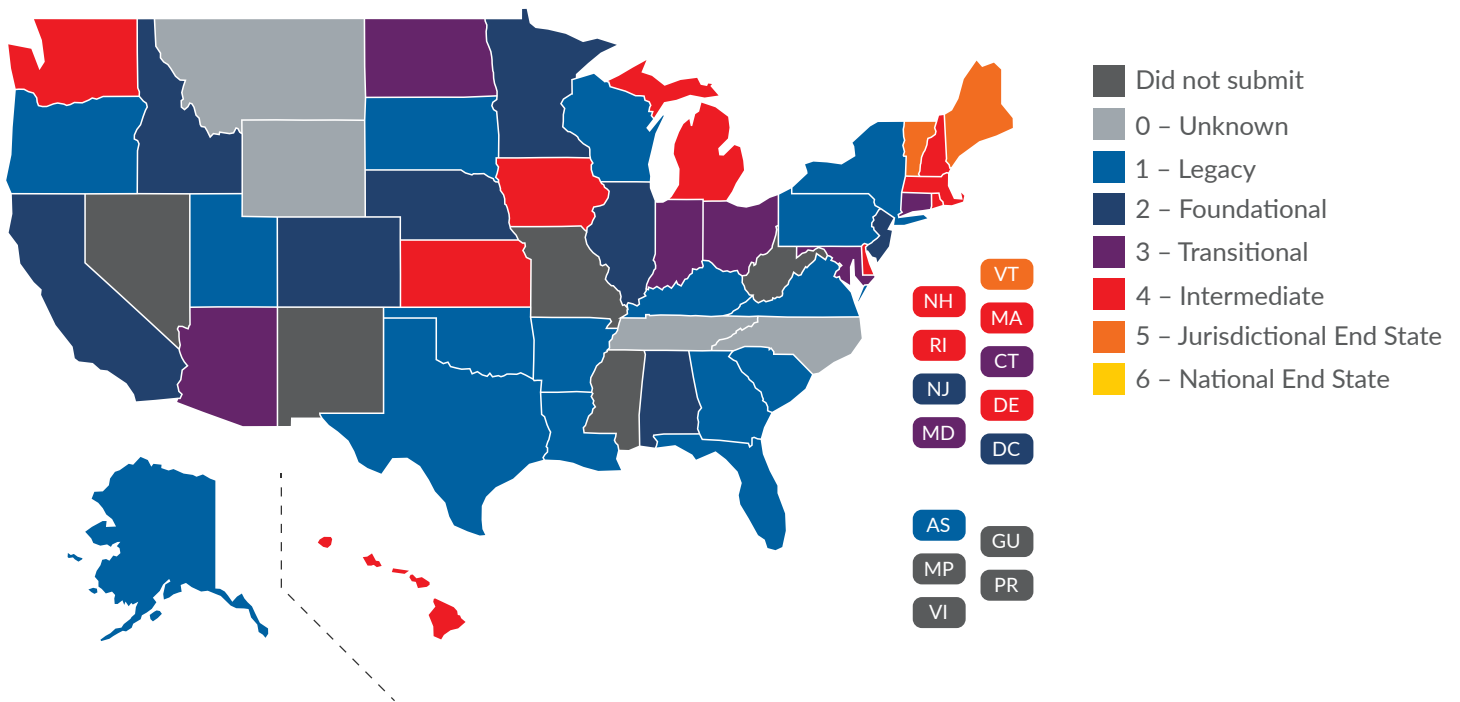 Did not submit
0 – Unknown
1 – Legacy
2 – Foundational
3 – Transitional
4 – Intermediate
5 – Jurisdictional End State
6 – National End State
VT
NH
MA
RI
CT
NJ
DE
MD
DC
AS
GU
MP
PR
VI